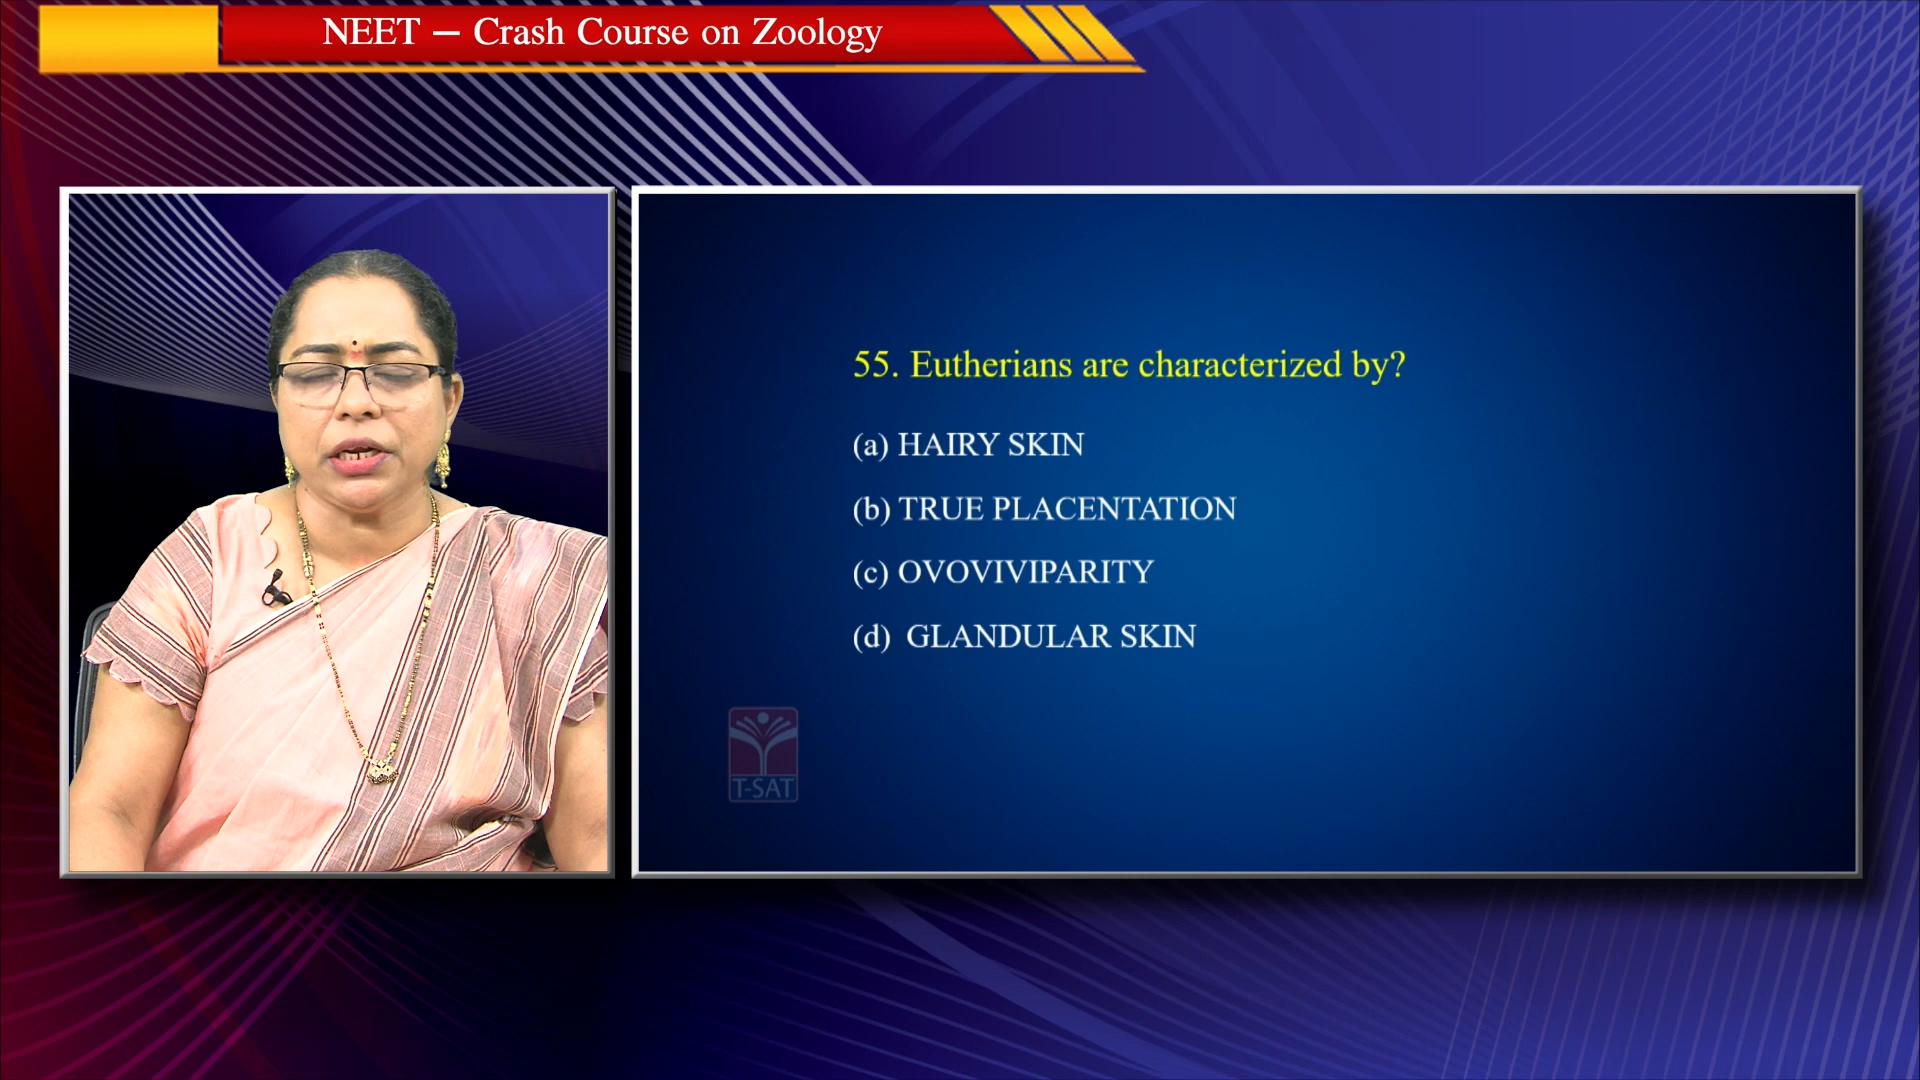 NEET – Crash Course on Zoology
55. Eutherians are characterized by?
(a) HAIRY SKIN
(b) TRUE PLACENTATION
(c) OVOVIVIPARITY
(d) GLANDULAR SKIN
T-SAT